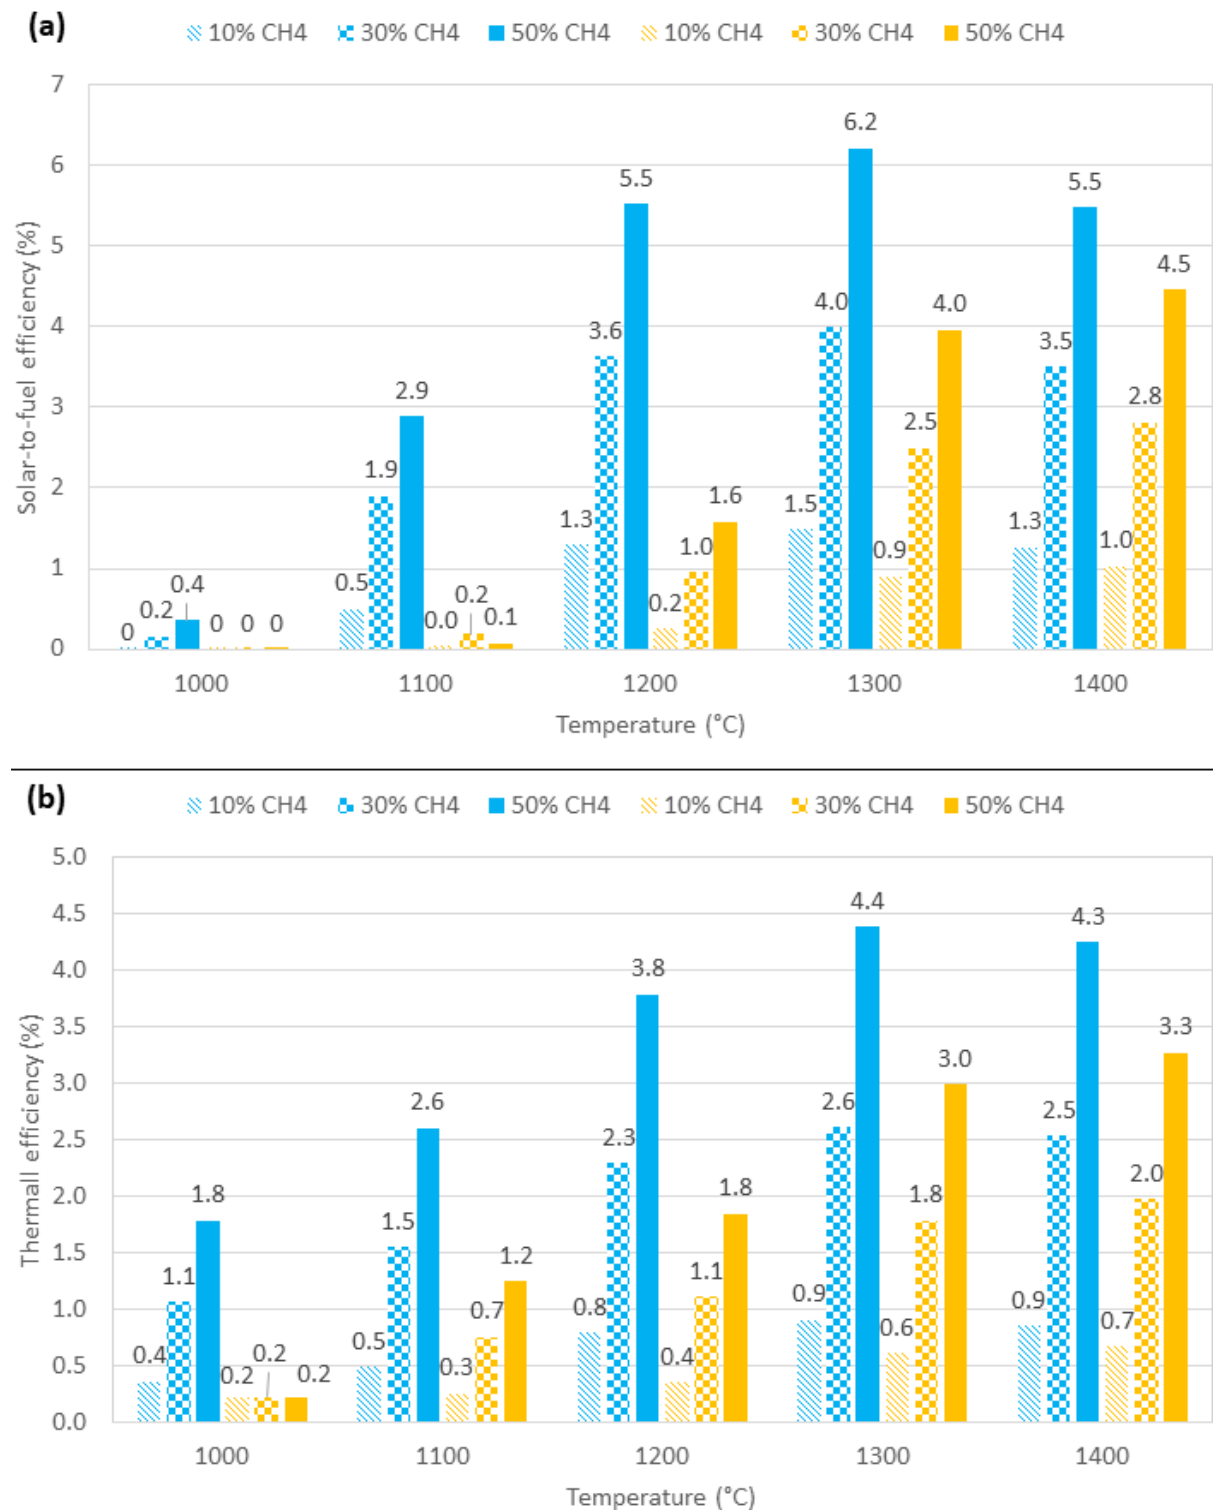 (a)
10% CH4 30% CH4 50% CH4 10% CH4 30% CH4 50% CH4
7
6
5
4
3
2
1
0
Solar-to-fuel efficiency (%)
0 0.2 0.4 0 0 0
0.5 1.9 2.9 0.0 0.2 0.1
1.3 3.6 5.5 0.2 1.0 1.6
1.5 4.0 6.2 0.9 2.5 4.0
1.3 3.5 5.5 1.0 2.8 4.5
1000 1100 1200 1300 1400
Temperature (°C)
(b)
10% CH4 30% CH4 50% CH4 10% CH4 30% CH4 50% CH4
5.0
4.5
4.0
3.5
3.0
2.5
2.0
1.5
1.0
0.5
0.0
Thermall efficiency (%)
0.4 1.1 1.8 0.2 0.2 0.2
0.5 1.5 2.6 0.3 0.7 1.2
0.8 2.3 3.8 0.4 1.1 1.8
0.9 2.6 4.4 0.6 1.8 3.0
0.9 2.5 4.3 0.7 2.0 3.3
1000 1100 1200 1300 1400
Temperature (°C)